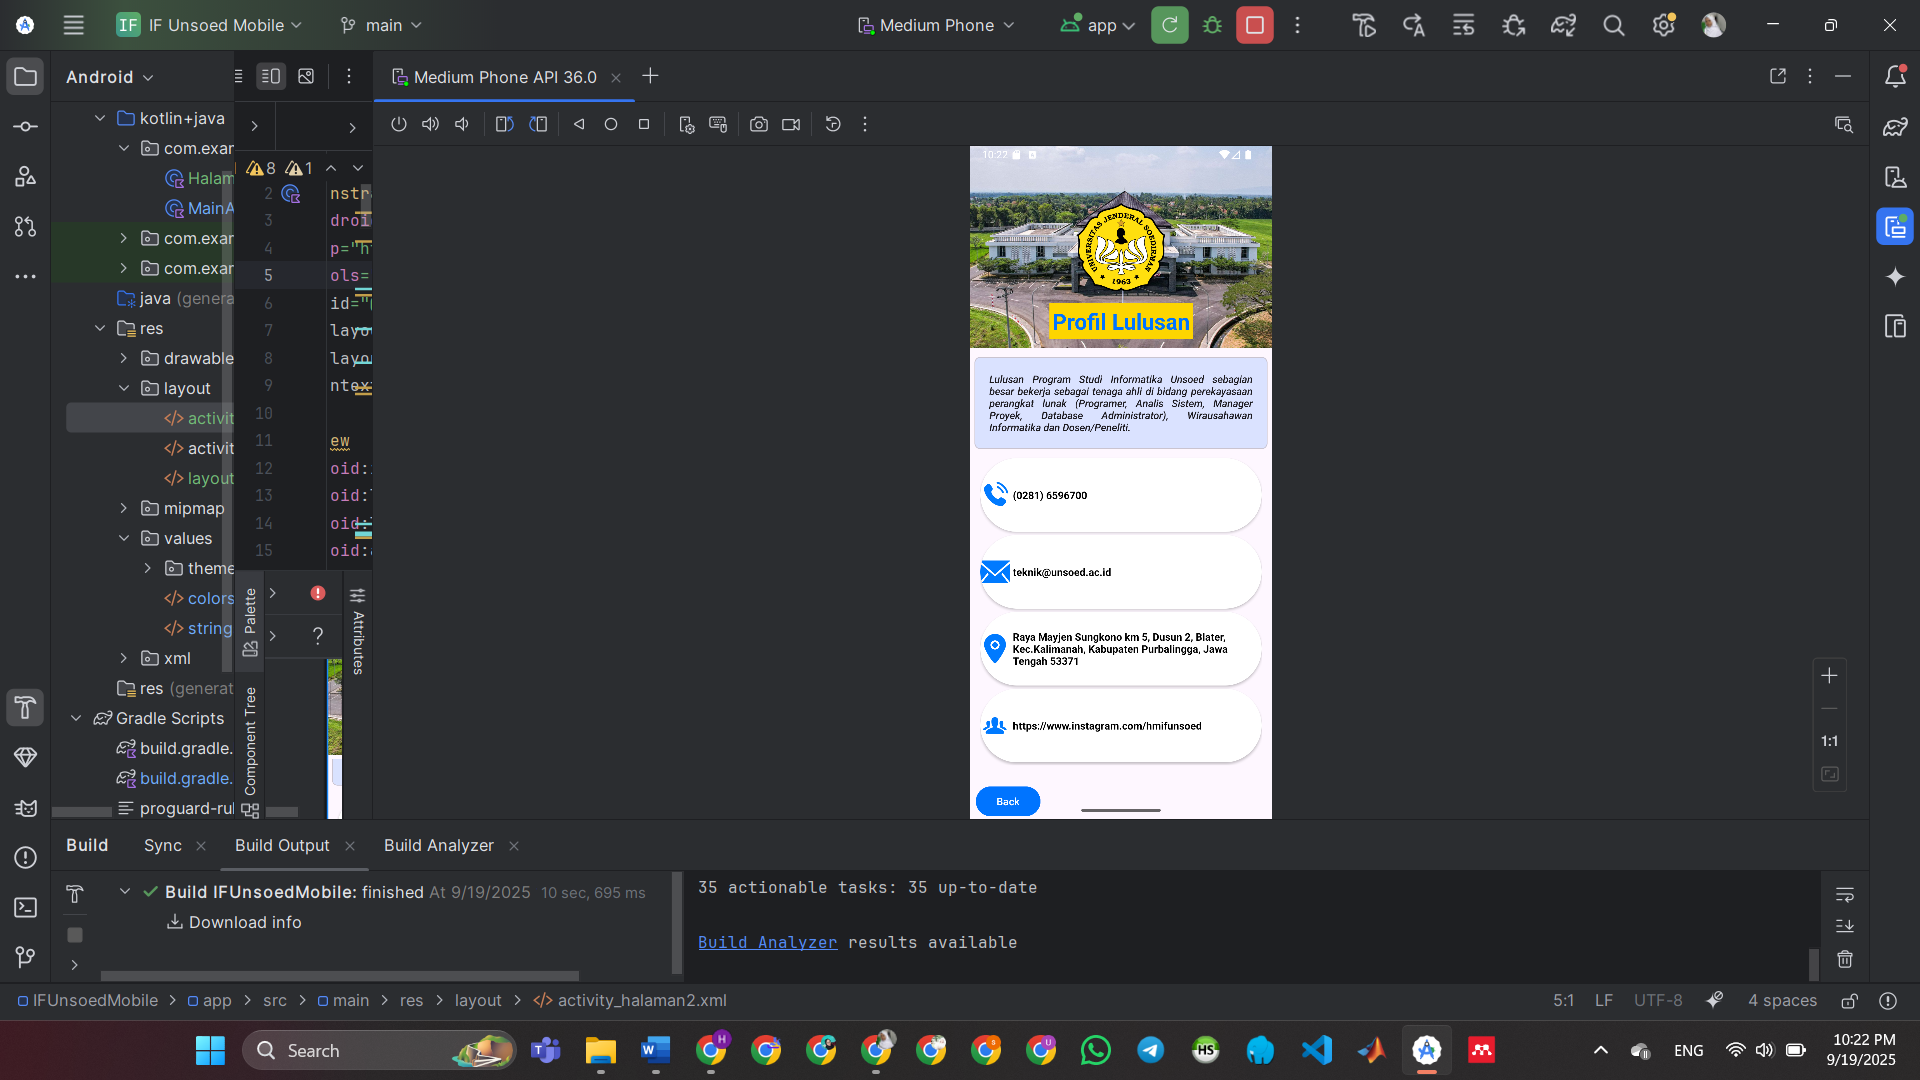 IF
IF Unsoed Mobile
main
Medium Phone
app
Android
Medium Phone API 36.0
kotlin+java
com.exar
Halam
MainA
com.exar
com.exar
java (genera
res
drawable
layout
activit
activit
layout
mipmap
values
theme
colors
string
xml
res (generat
Gradle Scripts
build.gradle.
build.gradle.
proguard-rul
8
1
2
nstr
3
droi
4
p="h
5
ols=
6
id="
7
layo
8
layo
9
ntex
10
11
ew
12
oid:
13
oid:
14
oid:
15
oid:
Palette
Component Tree
Attributes
?
10:22
UNIVERSITAS JENDERAL SOEDIRMAN
1963
Profil Lulusan
Lulusan Program Studi Informatika Unsoed sebagian
besar bekerja sebagai tenaga ahli di bidang perekayasaan
perangkat lunak (Programer, Analis Sistem, Manager
Proyek, Database Administrator), Wirausahawan
Informatika dan Dosen/Peneliti.
(0281) 6596700
teknik@unsoed.ac.id
Raya Mayjen Sungkono km 5, Dusun 2, Blater,
Kec.Kalimanah, Kabupaten Purbalingga, Jawa
Tengah 53371
https://www.instagram.com/hmifunsoed
Back
1:1
Build
Sync
Build Output
Build Analyzer
Build IFUnsoedMobile: finished At 9/19/2025 10 sec, 695 ms
Download info
35 actionable tasks: 35 up-to-date
Build Analyzer results available
IFUnsoedMobile
app
src
main
res
layout
activity_halaman2.xml
5:1
LF
UTF-8
4 spaces
Search
HS
ENG
10:22 PM
9/19/2025